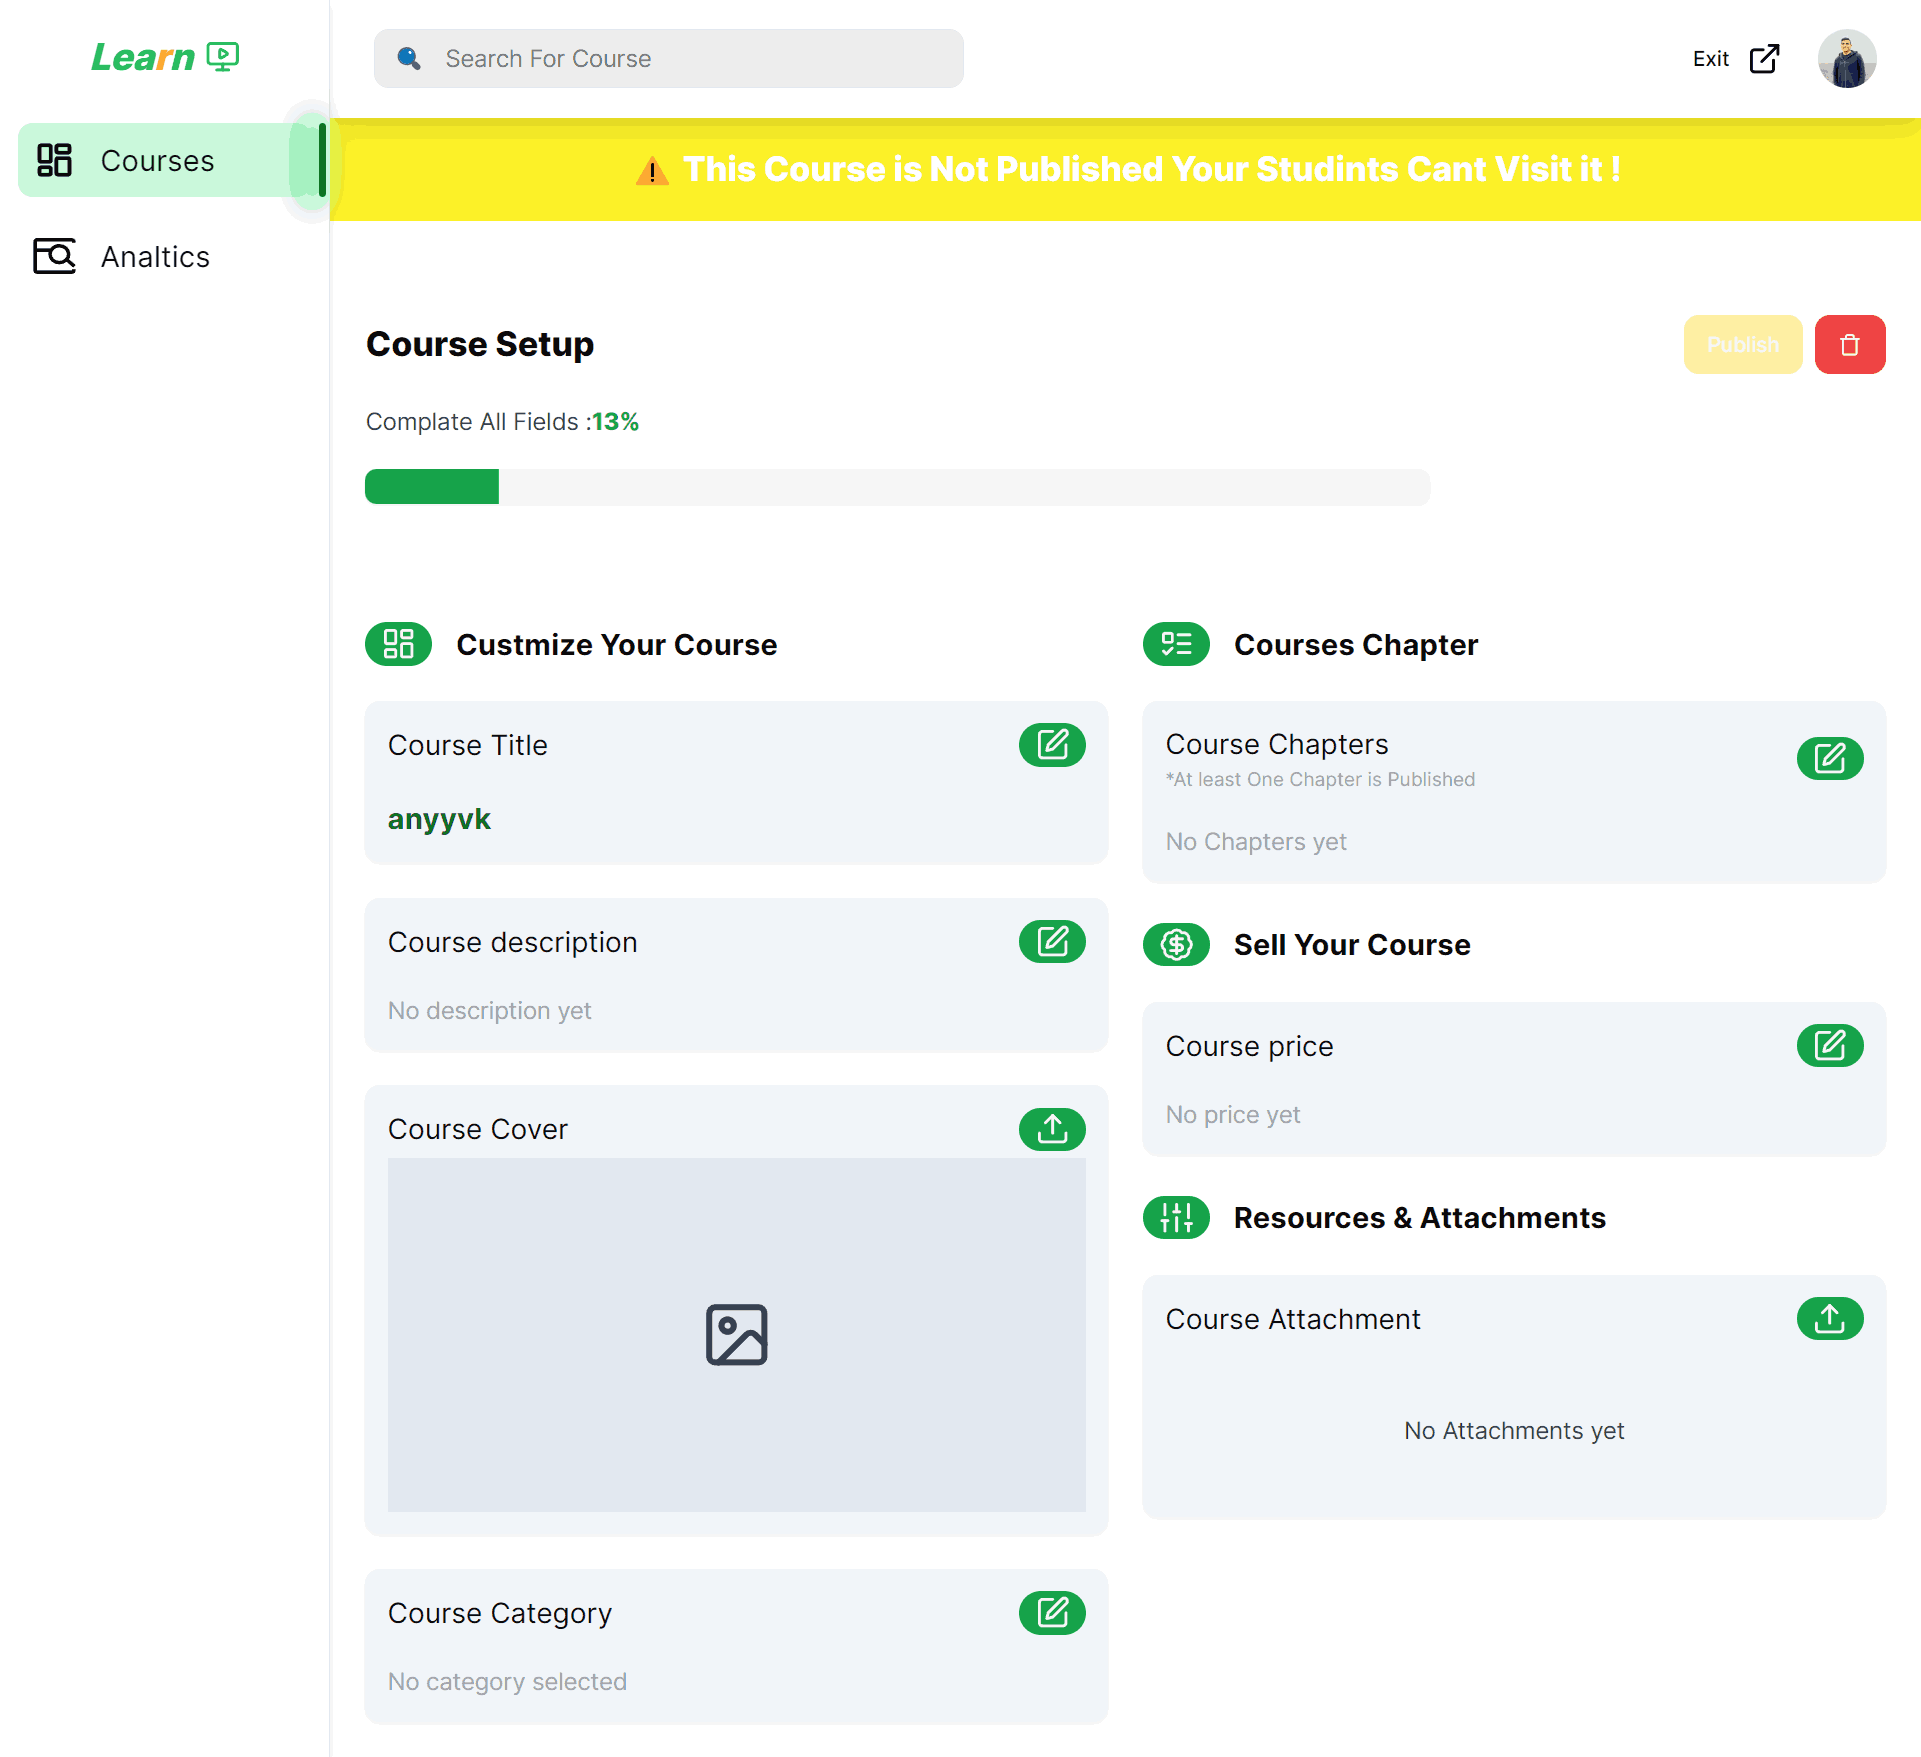 Learn
Search For Course
Exit
Courses
Analtics
This Course is Not Published Your Studints Cant Visit it !
Course Setup
Publish
Complate All Fields :13%
Custmize Your Course
Course Title
anyyvk
Course description
No description yet
Course Cover
Course Category
No category selected
Courses Chapter
Course Chapters
*At least One Chapter is Published
No Chapters yet
Sell Your Course
Course price
No price yet
Resources & Attachments
Course Attachment
No Attachments yet